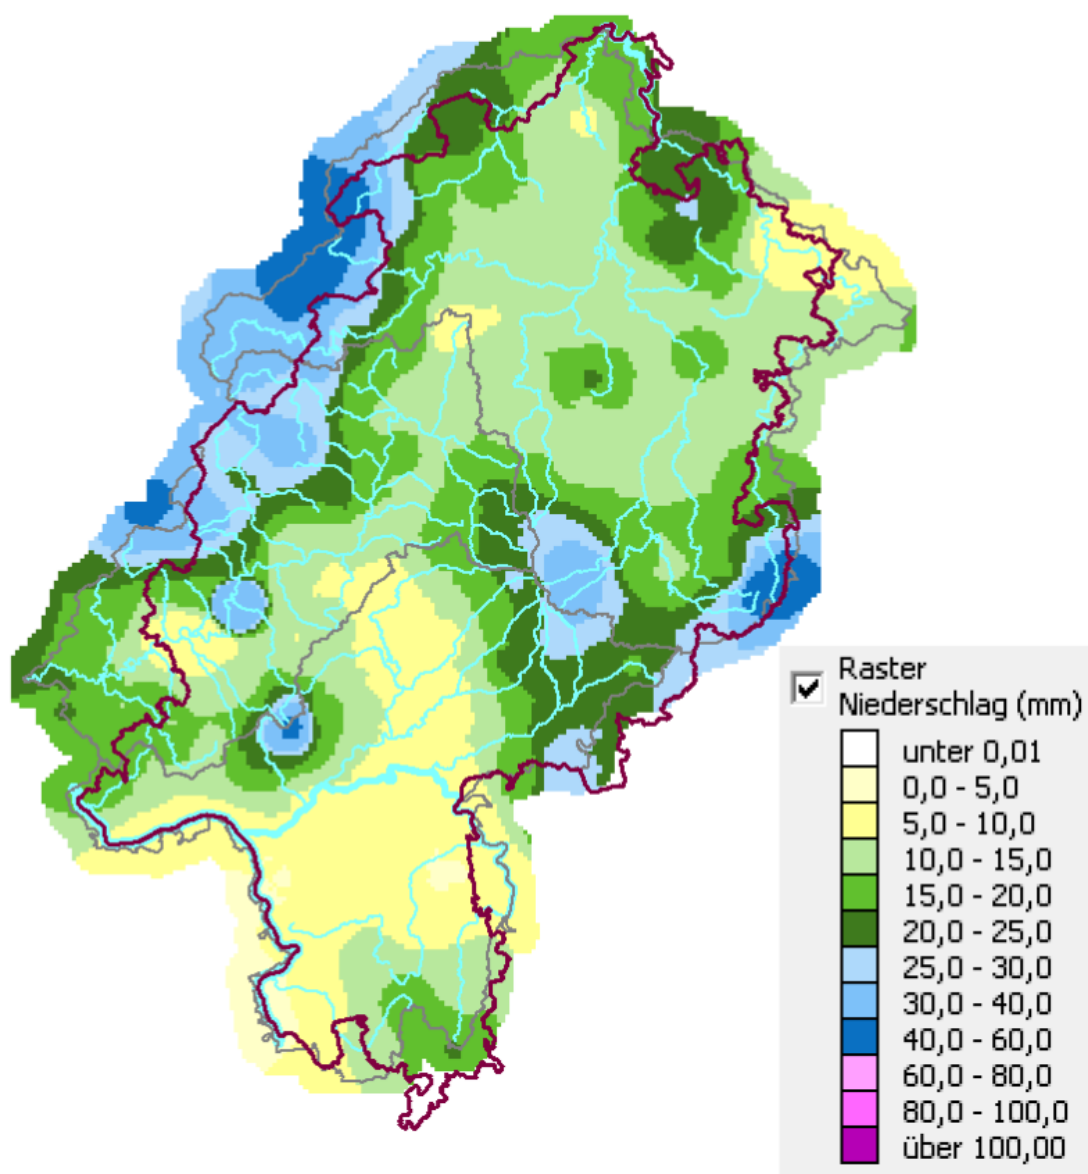 Raster
Niederschlag (mm)
unter 0,01
0,0 - 5,0
5,0 - 10,0
10,0 - 15,0
15,0 - 20,0
20,0 - 25,0
25,0 - 30,0
30,0 - 40,0
40,0 - 60,0
60,0 - 80,0
80,0 - 100,0
über 100,00